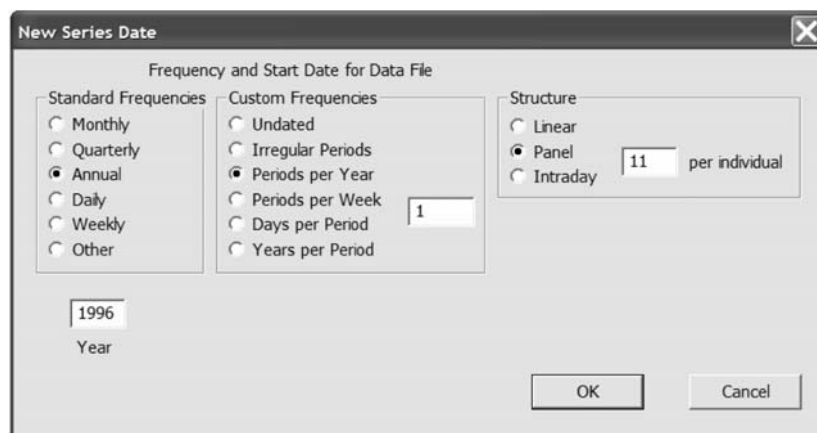 New Series Date
Frequency and Start Date for Data File
Standard Frequencies
Monthly
Quarterly
Annual
Daily
Weekly
Other
Custom Frequencies
Undated
Irregular Periods
Periods per Year
Periods per Week
Days per Period
Years per Period
1
Structure
Linear
Panel
Intraday
11 per individual
1996
Year
OK Cancel